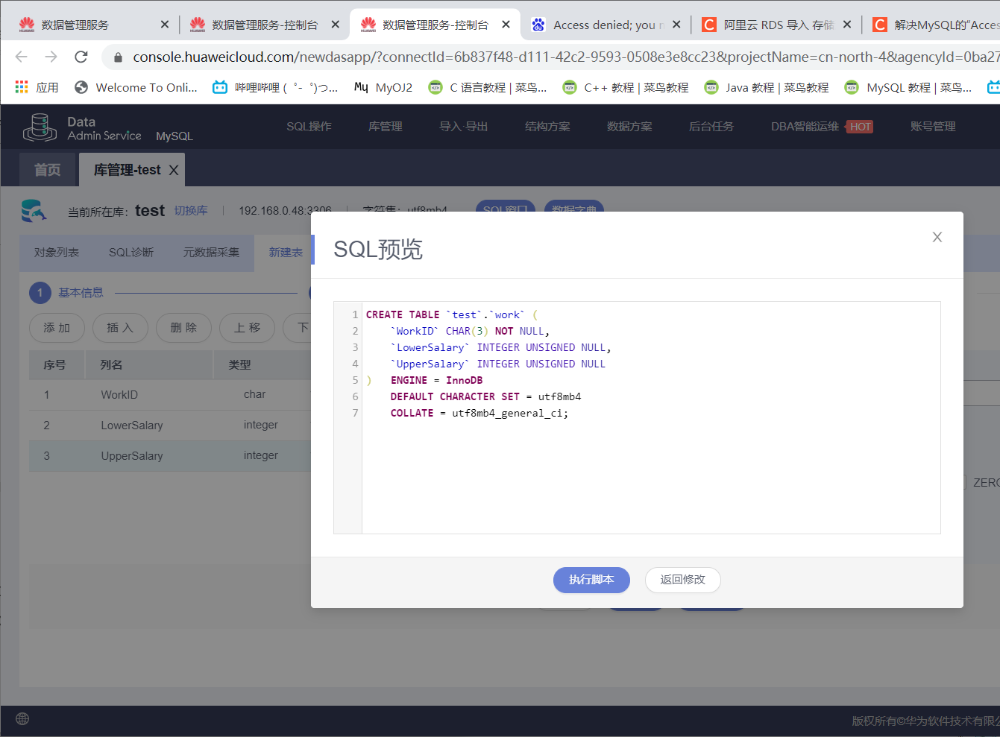 数据管理服务
数据管理服务-控制台
数据管理服务-控制台
Access denied; you n
阿里云 RDS 导入 存储
解决MySQL的“Acces
console.huaweicloud.com/newdasapp/?connectId=6b837f48-d111-42c2-9593-0508e3e8cc23&projectName=cn-north-4&agencyId=0ba27
应用
Welcome To Onli...
哔哩哔哩 (゜-゜)つ...
MyOJ2
C 语言教程 | 菜鸟...
C++ 教程 | 菜鸟教程
Java 教程 | 菜鸟教程
MySQL 教程 | 菜鸟...
Data
Admin Service
MySQL
SQL操作
库管理
导入·导出
结构方案
数据方案
后台任务
DBA智能运维 HOT
账号管理
首页
库管理-test
当前所在库: test 切换库
192.168.0.48:3306
字符集: utf8mb4
SQL窗口
数据字典
对象列表
SQL诊断
元数据采集
新建表
1 基本信息
添加
插入
删除
上移
下
序号 列名 类型
1 WorkID char
2 LowerSalary integer
3 UpperSalary integer
SQL预览
1 CREATE TABLE `test`.`work` (
2 `WorkID` CHAR(3) NOT NULL,
3 `LowerSalary` INTEGER UNSIGNED NULL,
4 `UpperSalary` INTEGER UNSIGNED NULL
5 ) ENGINE = InnoDB
6 DEFAULT CHARACTER SET = utf8mb4
7 COLLATE = utf8mb4_general_ci;
ZERO
执行脚本
返回修改
版权所有©华为软件技术有限公